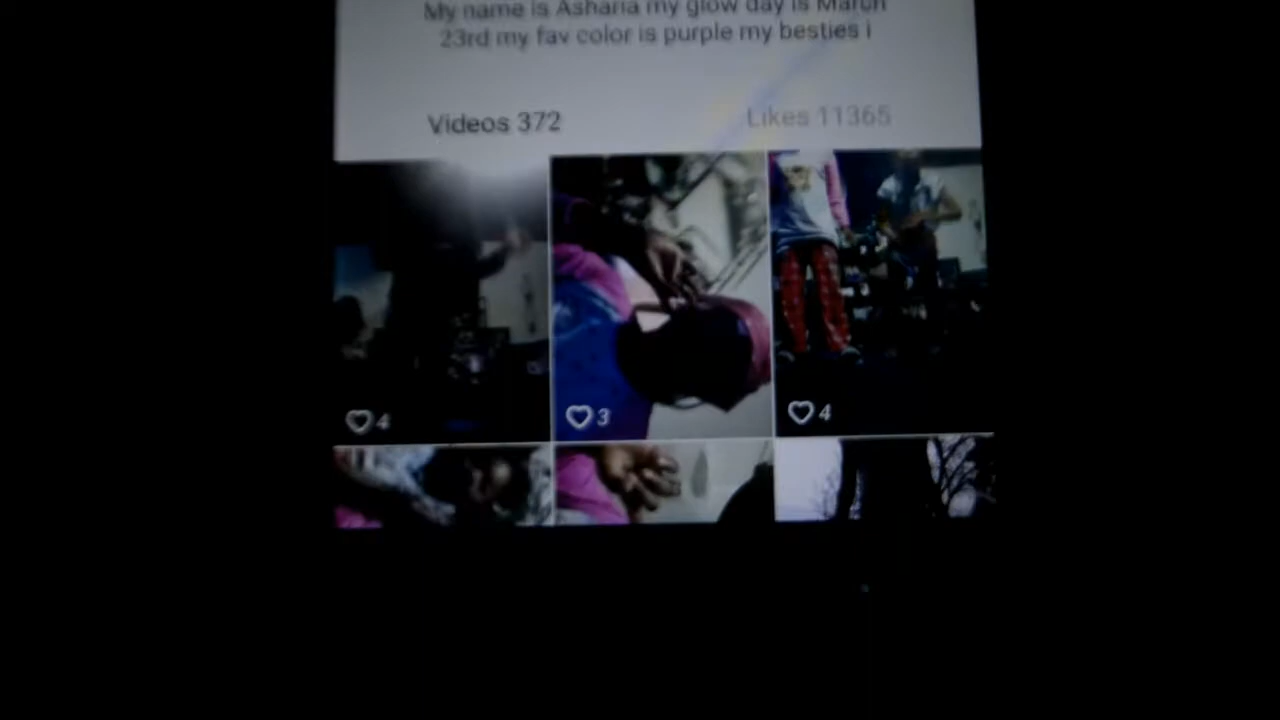 My name is Asharia my glow day is March
23rd my fav color is purple my besties i
Videos 372
Likes 11365
4
3
4